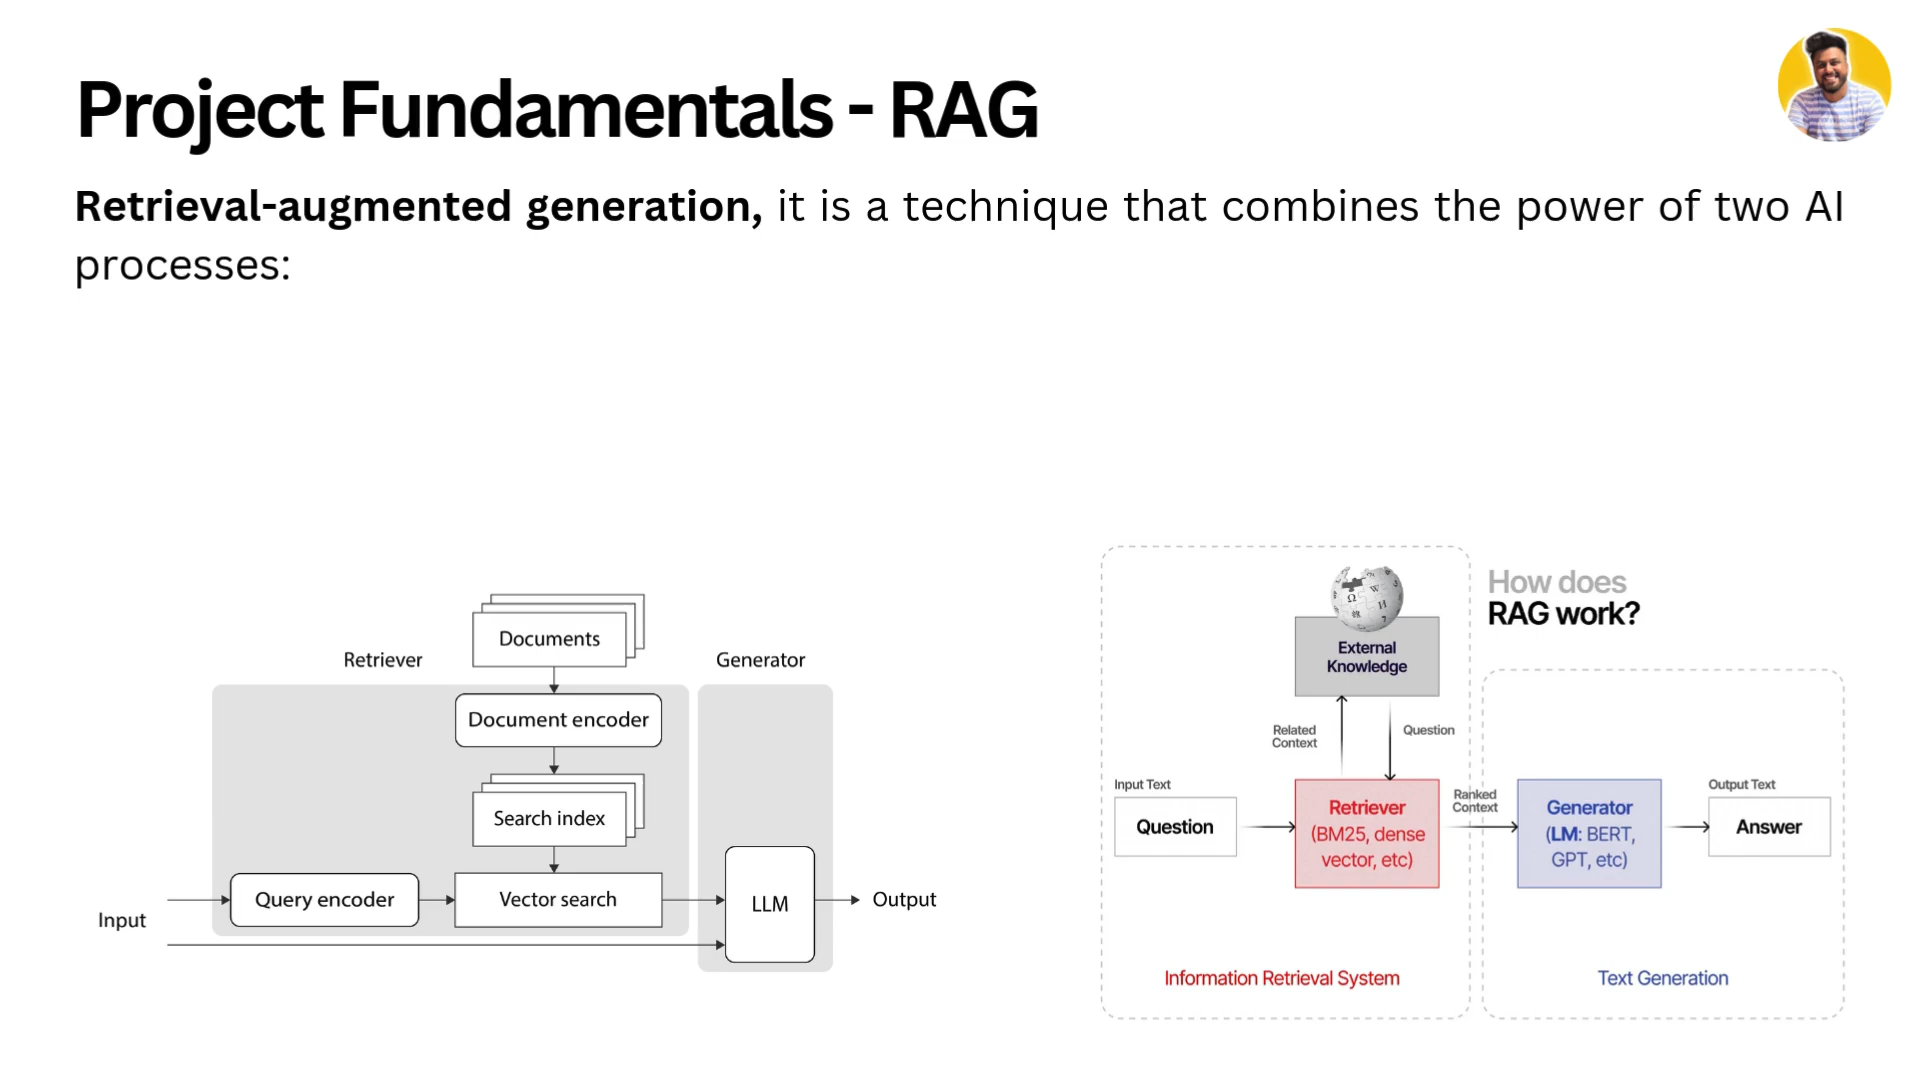 Project Fundamentals - RAG
Retrieval-augmented generation, it is a technique that combines the power of two AI
processes:
Documents
Retriever
Generator
Document encoder
Search index
Query encoder
Vector search
LLM
Input
Output
How does
RAG work?
External
Knowledge
Related
Context
Question
Input Text
Question
Retriever
(BM25, dense
vector, etc)
Ranked
Context
Generator
(LM: BERT,
GPT, etc)
Output Text
Answer
Information Retrieval System
Text Generation